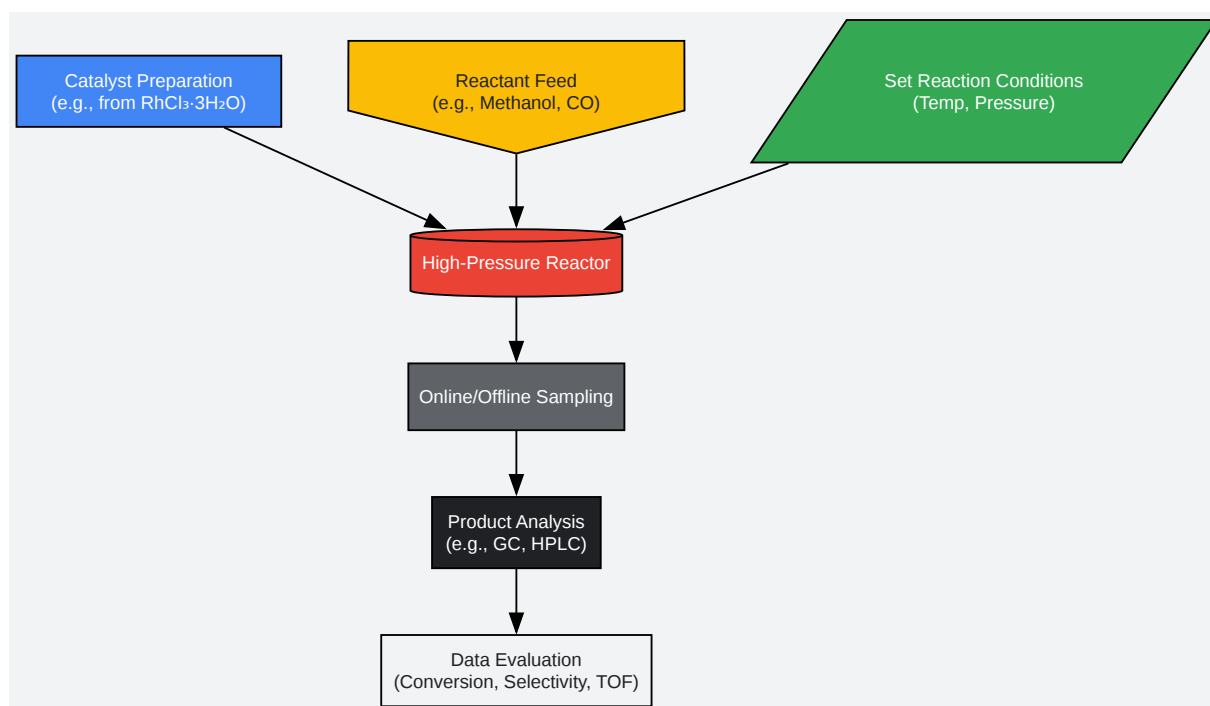 Catalyst Preparation
(e.g., from RhCl₃·3H₂O)
Reactant Feed
(e.g., Methanol, CO)
Set Reaction Conditions
(Temp, Pressure)
High-Pressure Reactor
Online/Offline Sampling
Product Analysis
(e.g., GC, HPLC)
Data Evaluation
(Conversion, Selectivity, TOF)